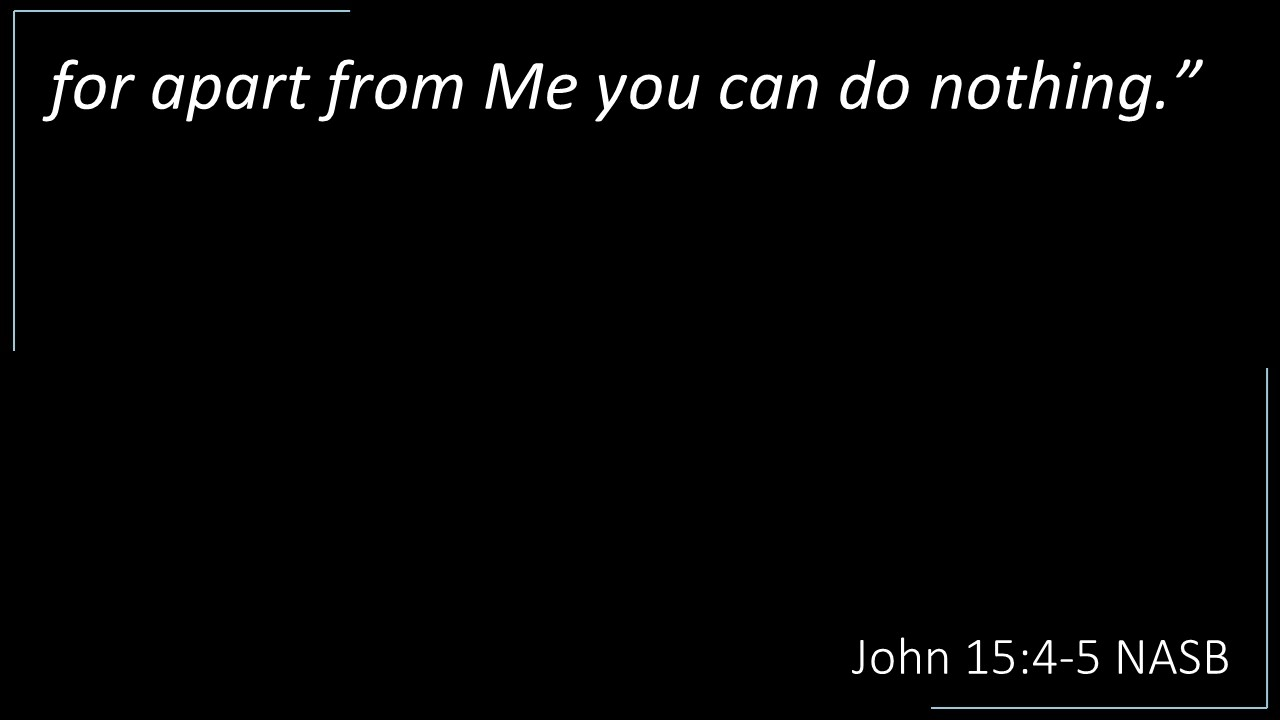 for apart from Me you can do nothing.”
John 15:4-5 NASB